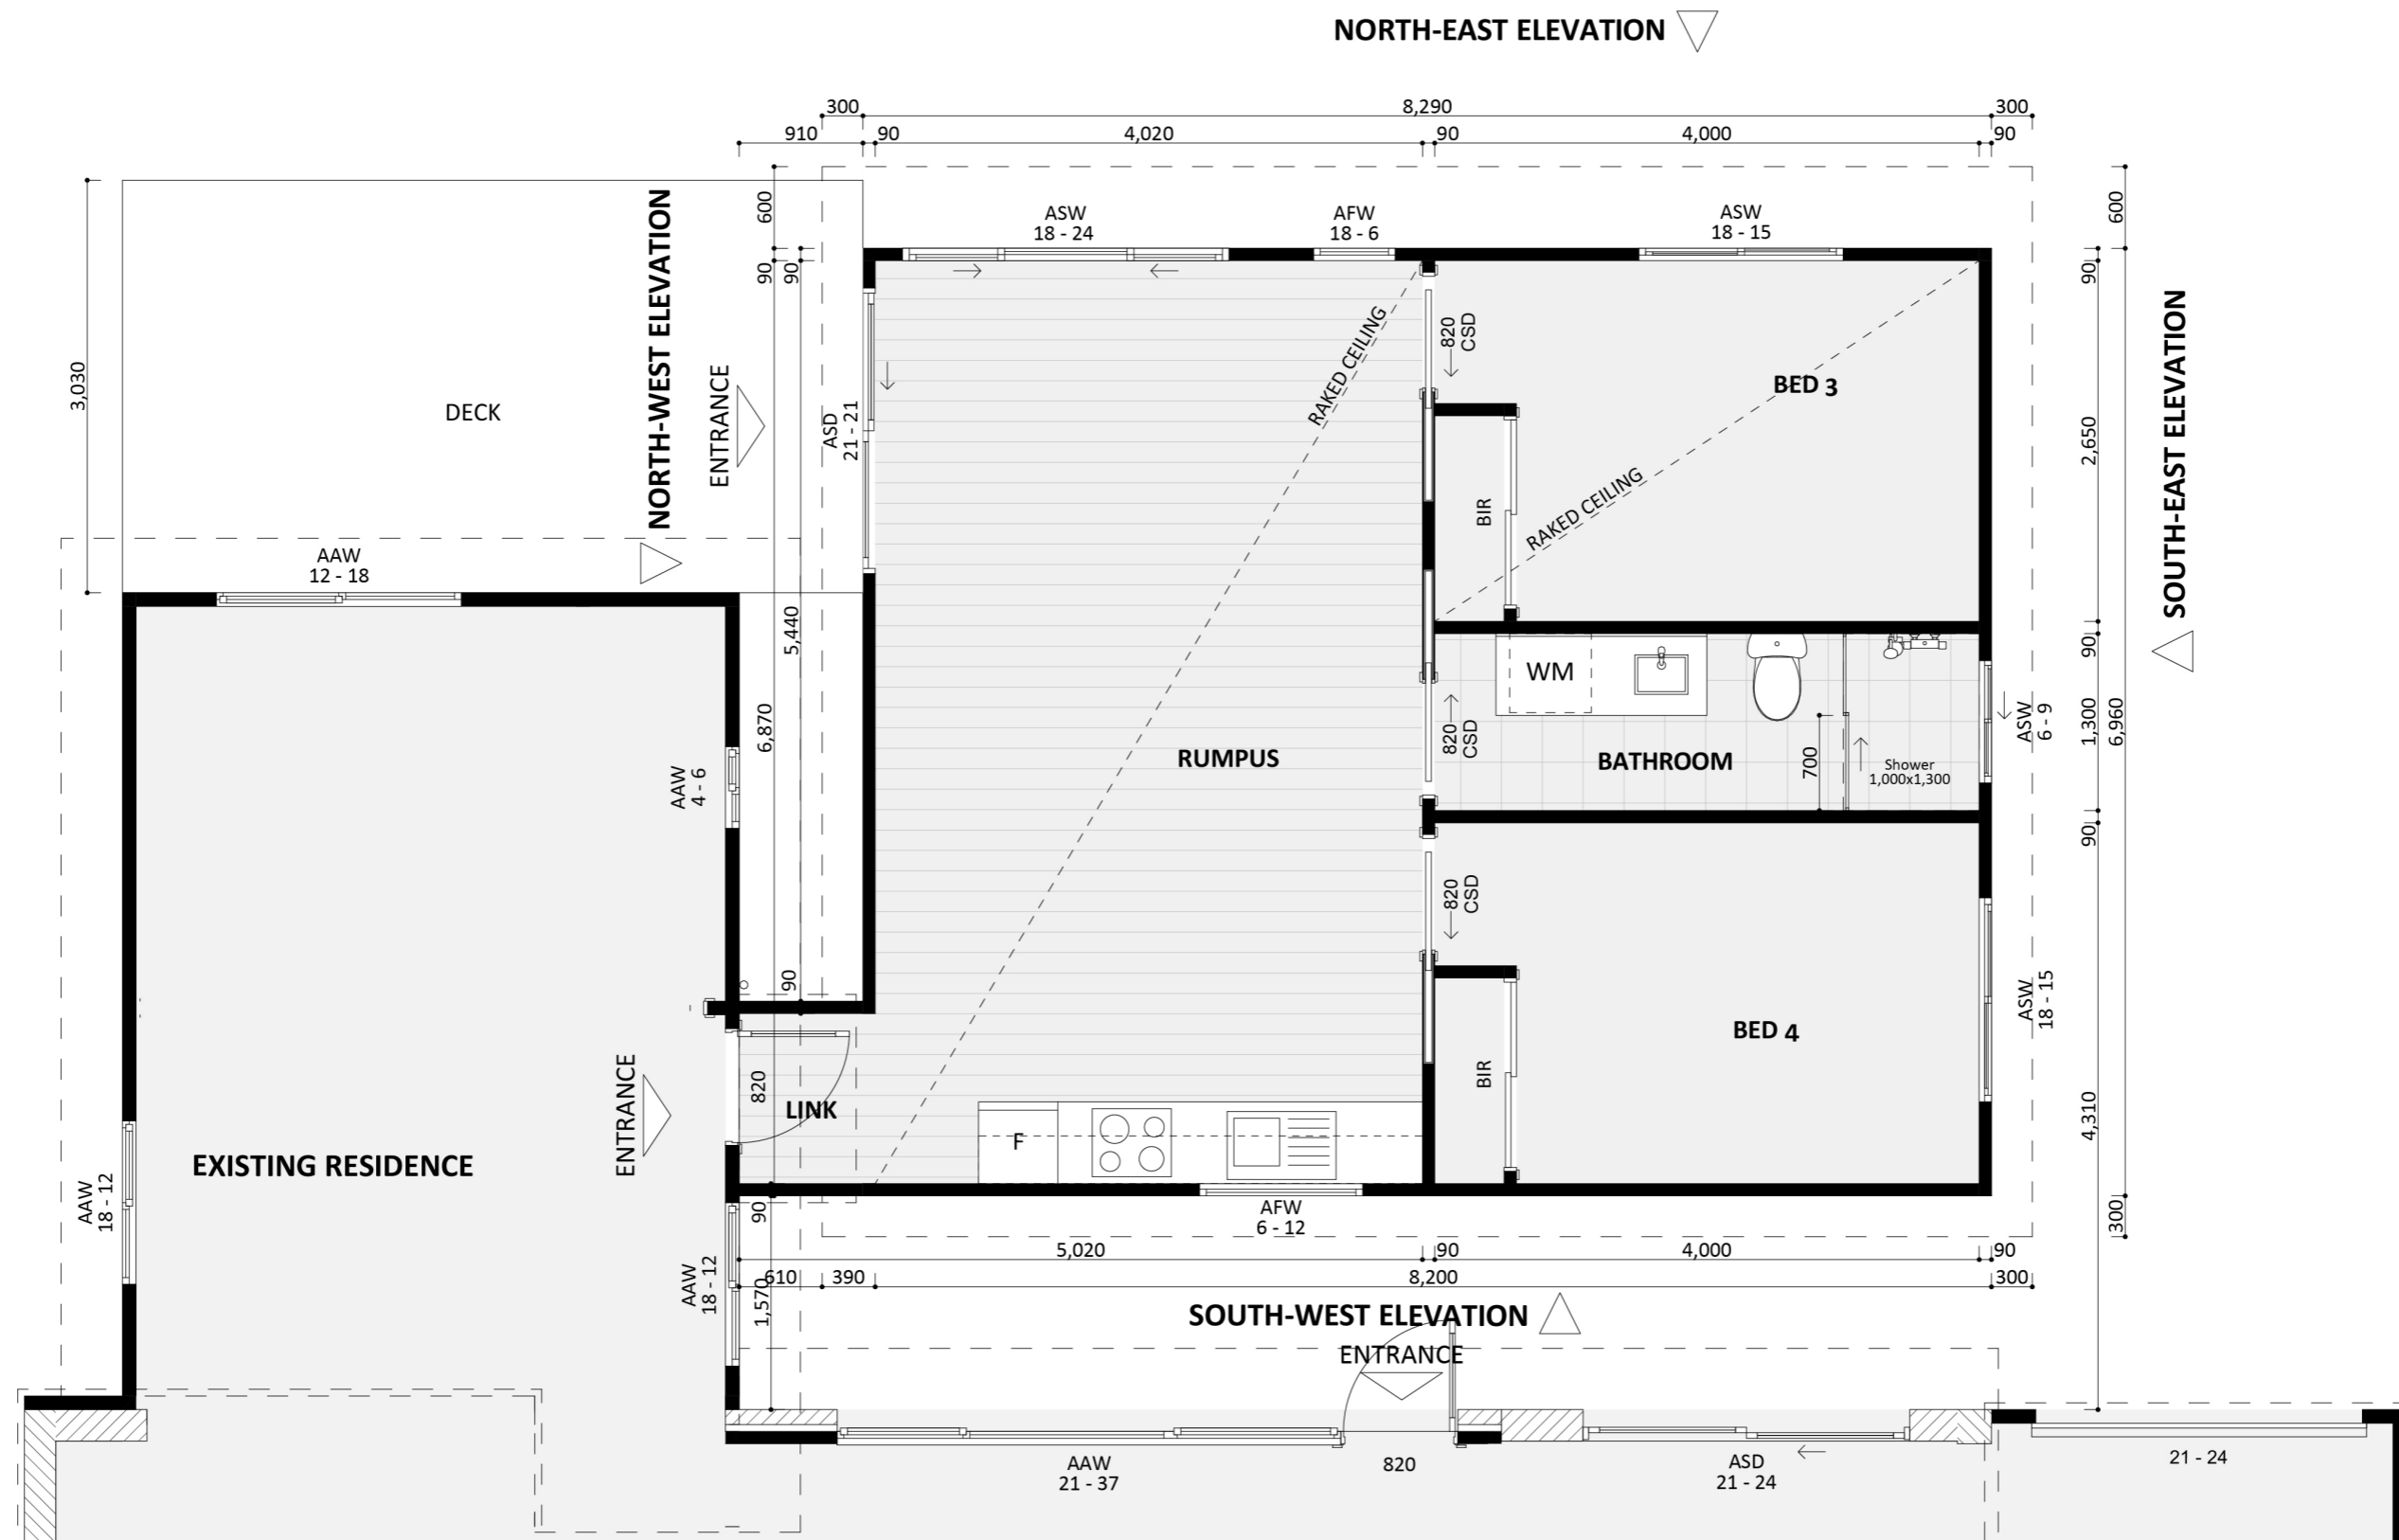 NORTH-EAST ELEVATION
300
8,290
300
910
90
4,020
90
4,000
90
600
90
90
ASW
18 - 24
AFW
18 - 6
ASW
18 - 15
600
90
NORTH-WEST ELEVATION
ENTRANCE
3,030
DECK
ASD
21 - 21
RAKED CEILING
820
CSD
BED 3
2,650
SOUTH-EAST ELEVATION
BIR
RAKED CEILING
AAW
12 - 18
5,440
6,870
90
WM
AAW
4 - 6
RUMPUS
820
CSD
BATHROOM
700
Shower
1,000x1,300
ASW
6 - 9
1,300
6,960
90
820
CSD
90
ASW
18 - 15
BED 4
BIR
ENTRANCE
820
LINK
F
4,310
EXISTING RESIDENCE
AAW
18 - 12
90
AFW
6 - 12
300
5,020
90
4,000
90
AAW
18 - 12
610
390
8,200
300
1,570
SOUTH-WEST ELEVATION
ENTRANCE
AAW
21 - 37
820
ASD
21 - 24
21 - 24